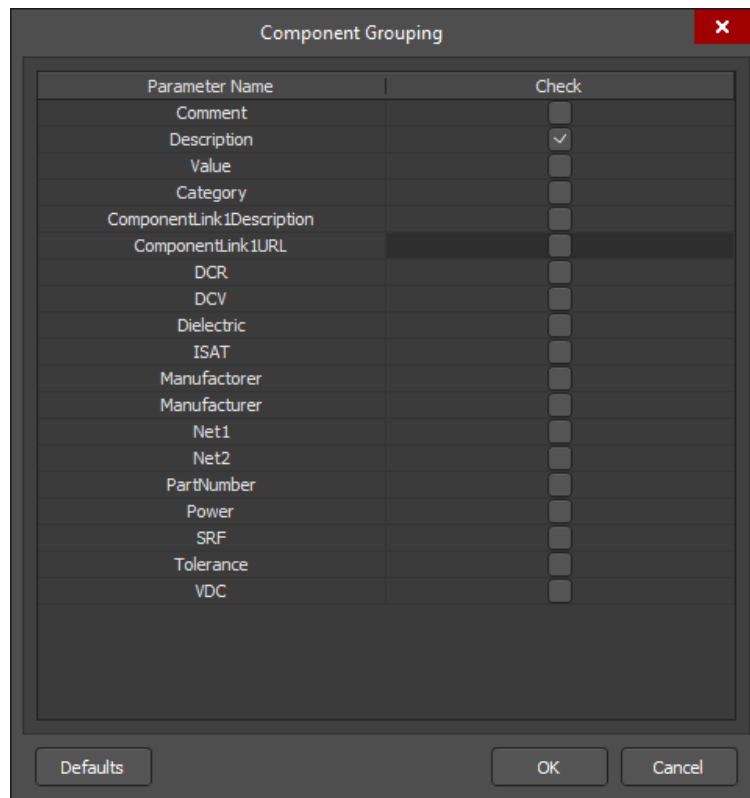 Component Grouping
Parameter Name Check
Comment
Description
Value
Category
ComponentLink1Description
ComponentLink1URL
DCR
DCV
Dielectric
ISAT
Manufactorer
Manufacturer
Net1
Net2
PartNumber
Power
SRF
Tolerance
VDC
Defaults OK Cancel